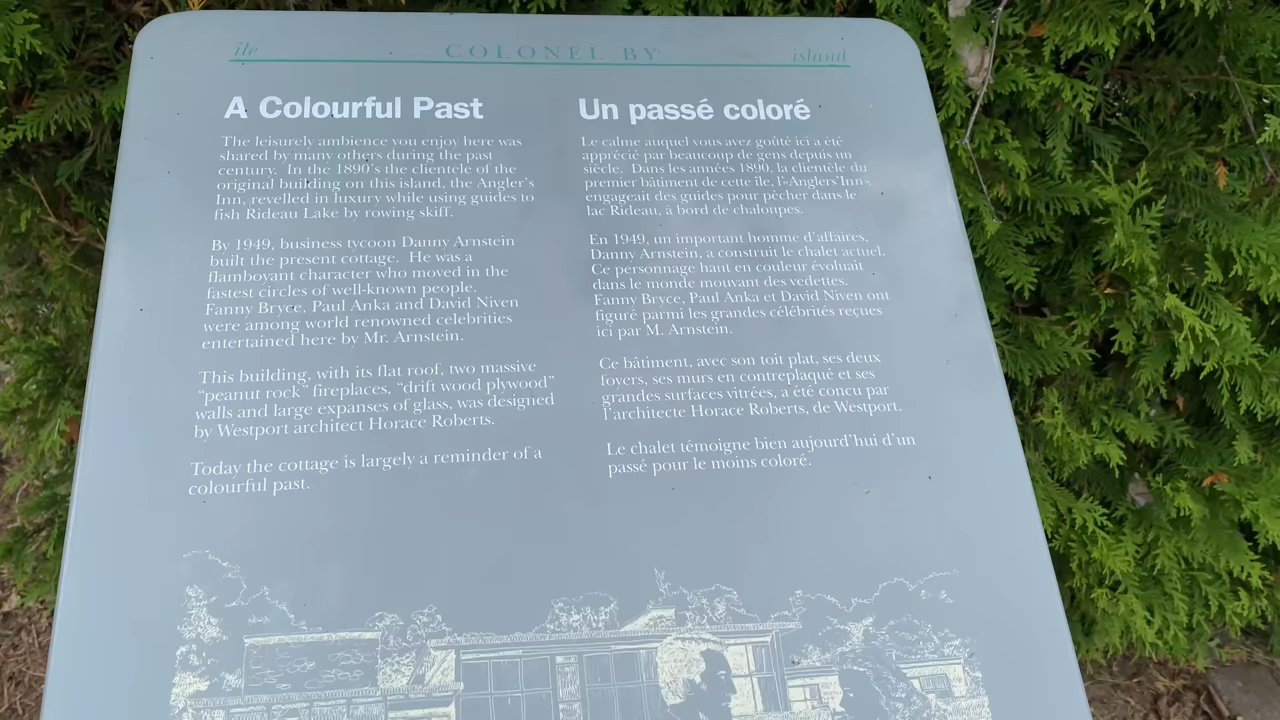 île COLONEL BY island
A Colourful Past
The leisurely ambience you enjoy here was
shared by many others during the past
century. In the 1890's the clientele of the
original building on this island, the Angler's
Inn, revelled in luxury while using guides to
fish Rideau Lake by rowing skiff.
By 1949, business tycoon Danny Arnstein
built the present cottage. He was a
flamboyant character who moved in the
fastest circles of well-known people.
Fanny Bryce, Paul Anka and David Niven
were among world renowned celebrities
entertained here by Mr. Arnstein.
This building, with its flat roof, two massive
“peanut rock” fireplaces, “drift wood plywood”
walls and large expanses of glass, was designed
by Westport architect Horace Roberts.
Today the cottage is largely a reminder of a
colourful past.
Un passé coloré
Le calme auquel vous avez goûté ici a été
apprécié par beaucoup de gens depuis un
siècle. Dans les années 1890, la clientèle du
premier bâtiment de cette île, l'«Anglers'Inn»,
engageait des guides pour pêcher dans le
lac Rideau, à bord de chaloupes.
En 1949, un important homme d'affaires,
Danny Arnstein, a construit le chalet actuel.
Ce personnage haut en couleur évoluait
dans le monde mouvant des vedettes.
Fanny Bryce, Paul Anka et David Niven ont
figuré parmi les grandes célébrités reçues
ici par M. Arnstein.
Ce bâtiment, avec son toit plat, ses deux
foyers, ses murs en contreplaqué et ses
grandes surfaces vitrées, a été concu par
l'architecte Horace Roberts, de Westport.
Le chalet témoigne bien aujourd'hui d'un
passé pour le moins coloré.